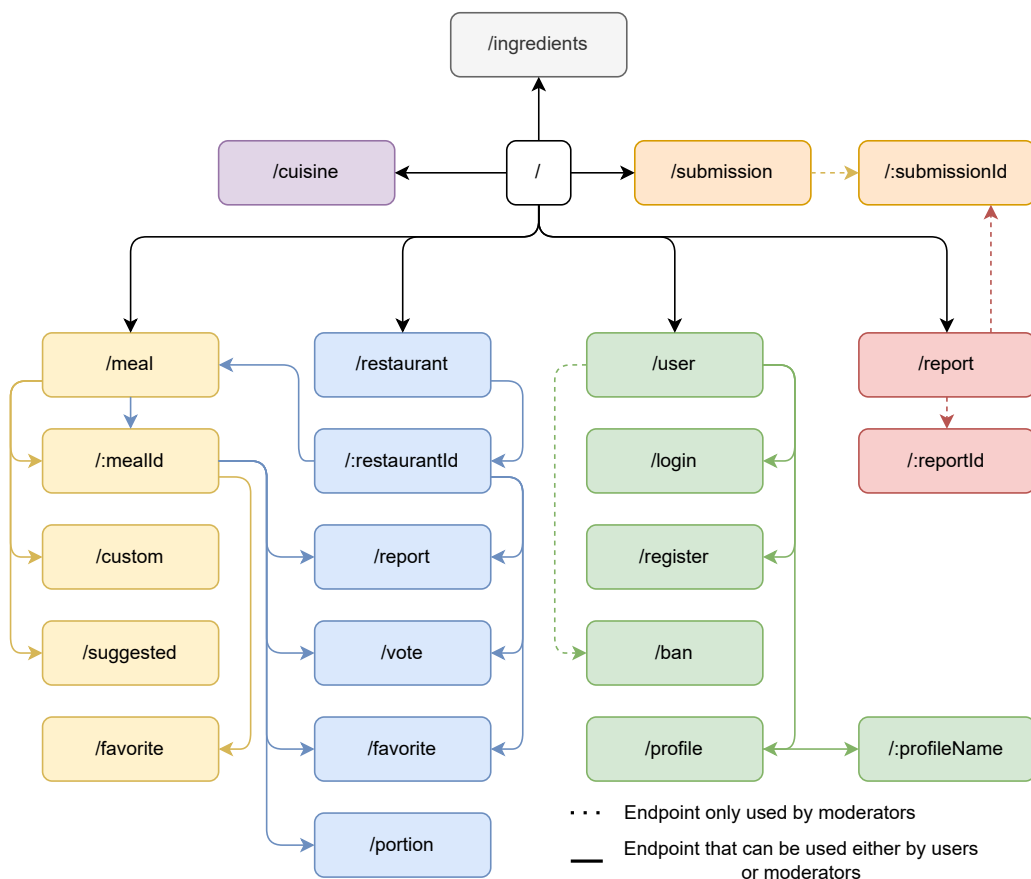 /ingredients
/cuisine
/
/submission
/:submissionId
/meal
/restaurant
/user
/report
/:mealId
/:restaurantId
/login
/:reportId
/custom
/report
/register
/suggested
/vote
/ban
/favorite
/favorite
/profile
/:profileName
/portion
Endpoint only used by moderators
Endpoint that can be used either by users
or moderators